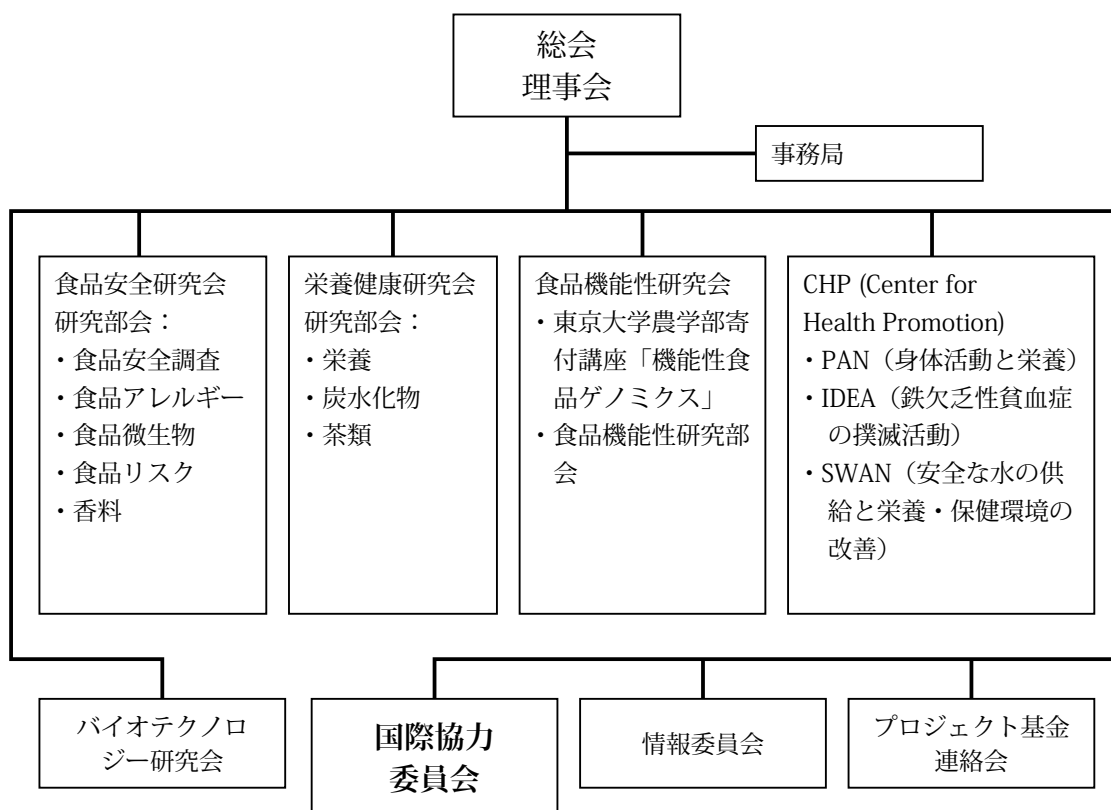 総会
理事会
事務局
食品安全研究会
研究部会：
・食品安全調査
・食品アレルギー
・食品微生物
・食品リスク
・香料
栄養健康研究会
研究部会：
・栄養
・炭水化物
・茶類
食品機能性研究会
・東京大学農学部寄
付講座「機能性食
品ゲノミクス」
・食品機能性研究部
会
CHP (Center for
Health Promotion)
・PAN（身体活動と栄養）
・IDEA（鉄欠乏性貧血症
の撲滅活動）
・SWAN（安全な水の供
給と栄養・保健環境の
改善）
バイオテクノロ
ジー研究会
国際協力
委員会
情報委員会
プロジェクト基金
連絡会